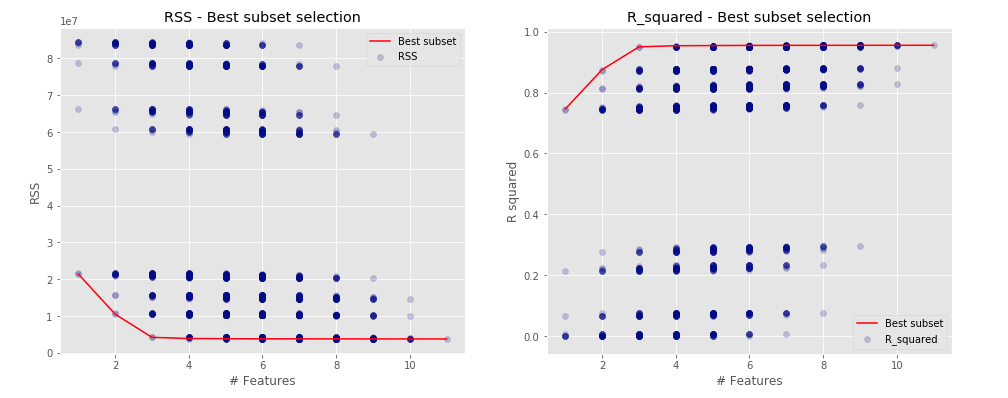 RSS - Best subset selection
1e7
8
7
6
5
4
3
2
1
0
RSS
Best subset
RSS
2
4
6
8
10
# Features
R_squared - Best subset selection
1.0
0.8
0.6
0.4
0.2
0.0
R squared
Best subset
R_squared
2
4
6
8
10
# Features